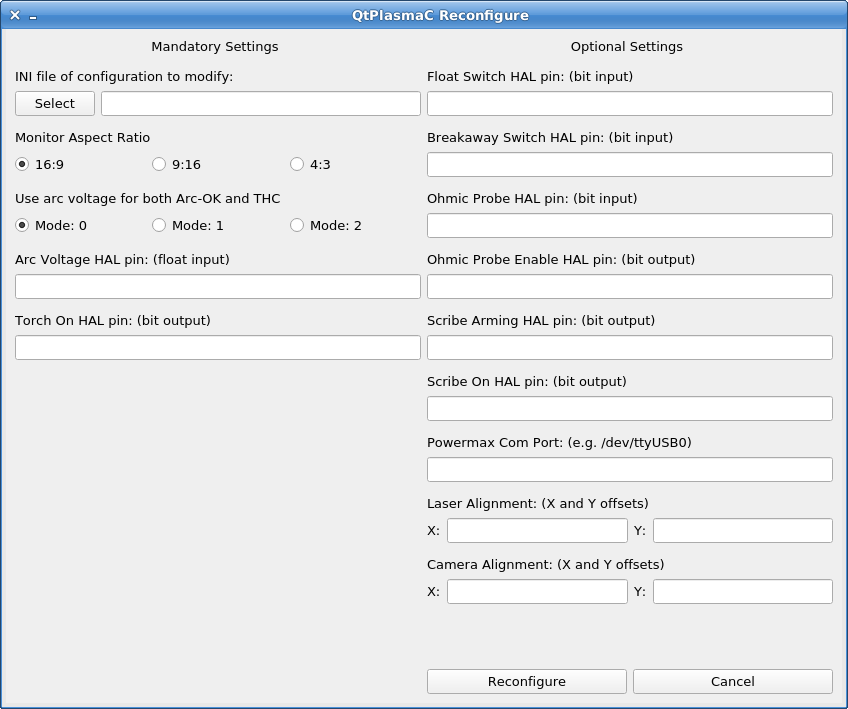 QtPlasmaC Reconfigure
Mandatory Settings
INI file of configuration to modify:
Select
Monitor Aspect Ratio
16:9 9:16 4:3
Use arc voltage for both Arc-OK and THC
Mode: 0 Mode: 1 Mode: 2
Arc Voltage HAL pin: (float input)
Torch On HAL pin: (bit output)
Optional Settings
Float Switch HAL pin: (bit input)
Breakaway Switch HAL pin: (bit input)
Ohmic Probe HAL pin: (bit input)
Ohmic Probe Enable HAL pin: (bit output)
Scribe Arming HAL pin: (bit output)
Scribe On HAL pin: (bit output)
Powermax Com Port: (e.g. /dev/ttyUSB0)
Laser Alignment: (X and Y offsets)
X: Y:
Camera Alignment: (X and Y offsets)
X: Y:
Reconfigure Cancel